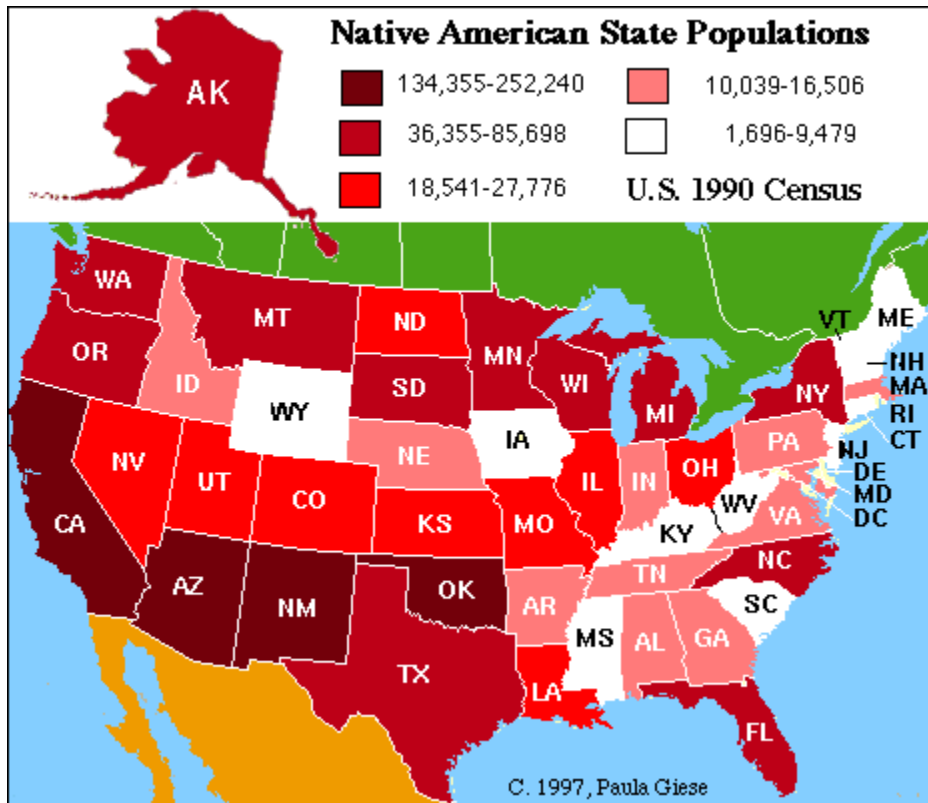 Native American State Populations
AK
134,355-252,240
10,039-16,506
36,355-85,698
1,696-9,479
18,541-27,776
U.S. 1990 Census
WA
MT
ND
MN
VT
ME
OR
ID
SD
WI
MI
NY
NH
MA
WY
RI
CT
NV
UT
CO
NE
IA
IL
IN
OH
PA
NJ
DE
MD
DC
CA
KS
MO
KY
WV
VA
AZ
NM
OK
AR
TN
NC
SC
TX
LA
MS
AL
GA
FL
C. 1997, Paula Giese